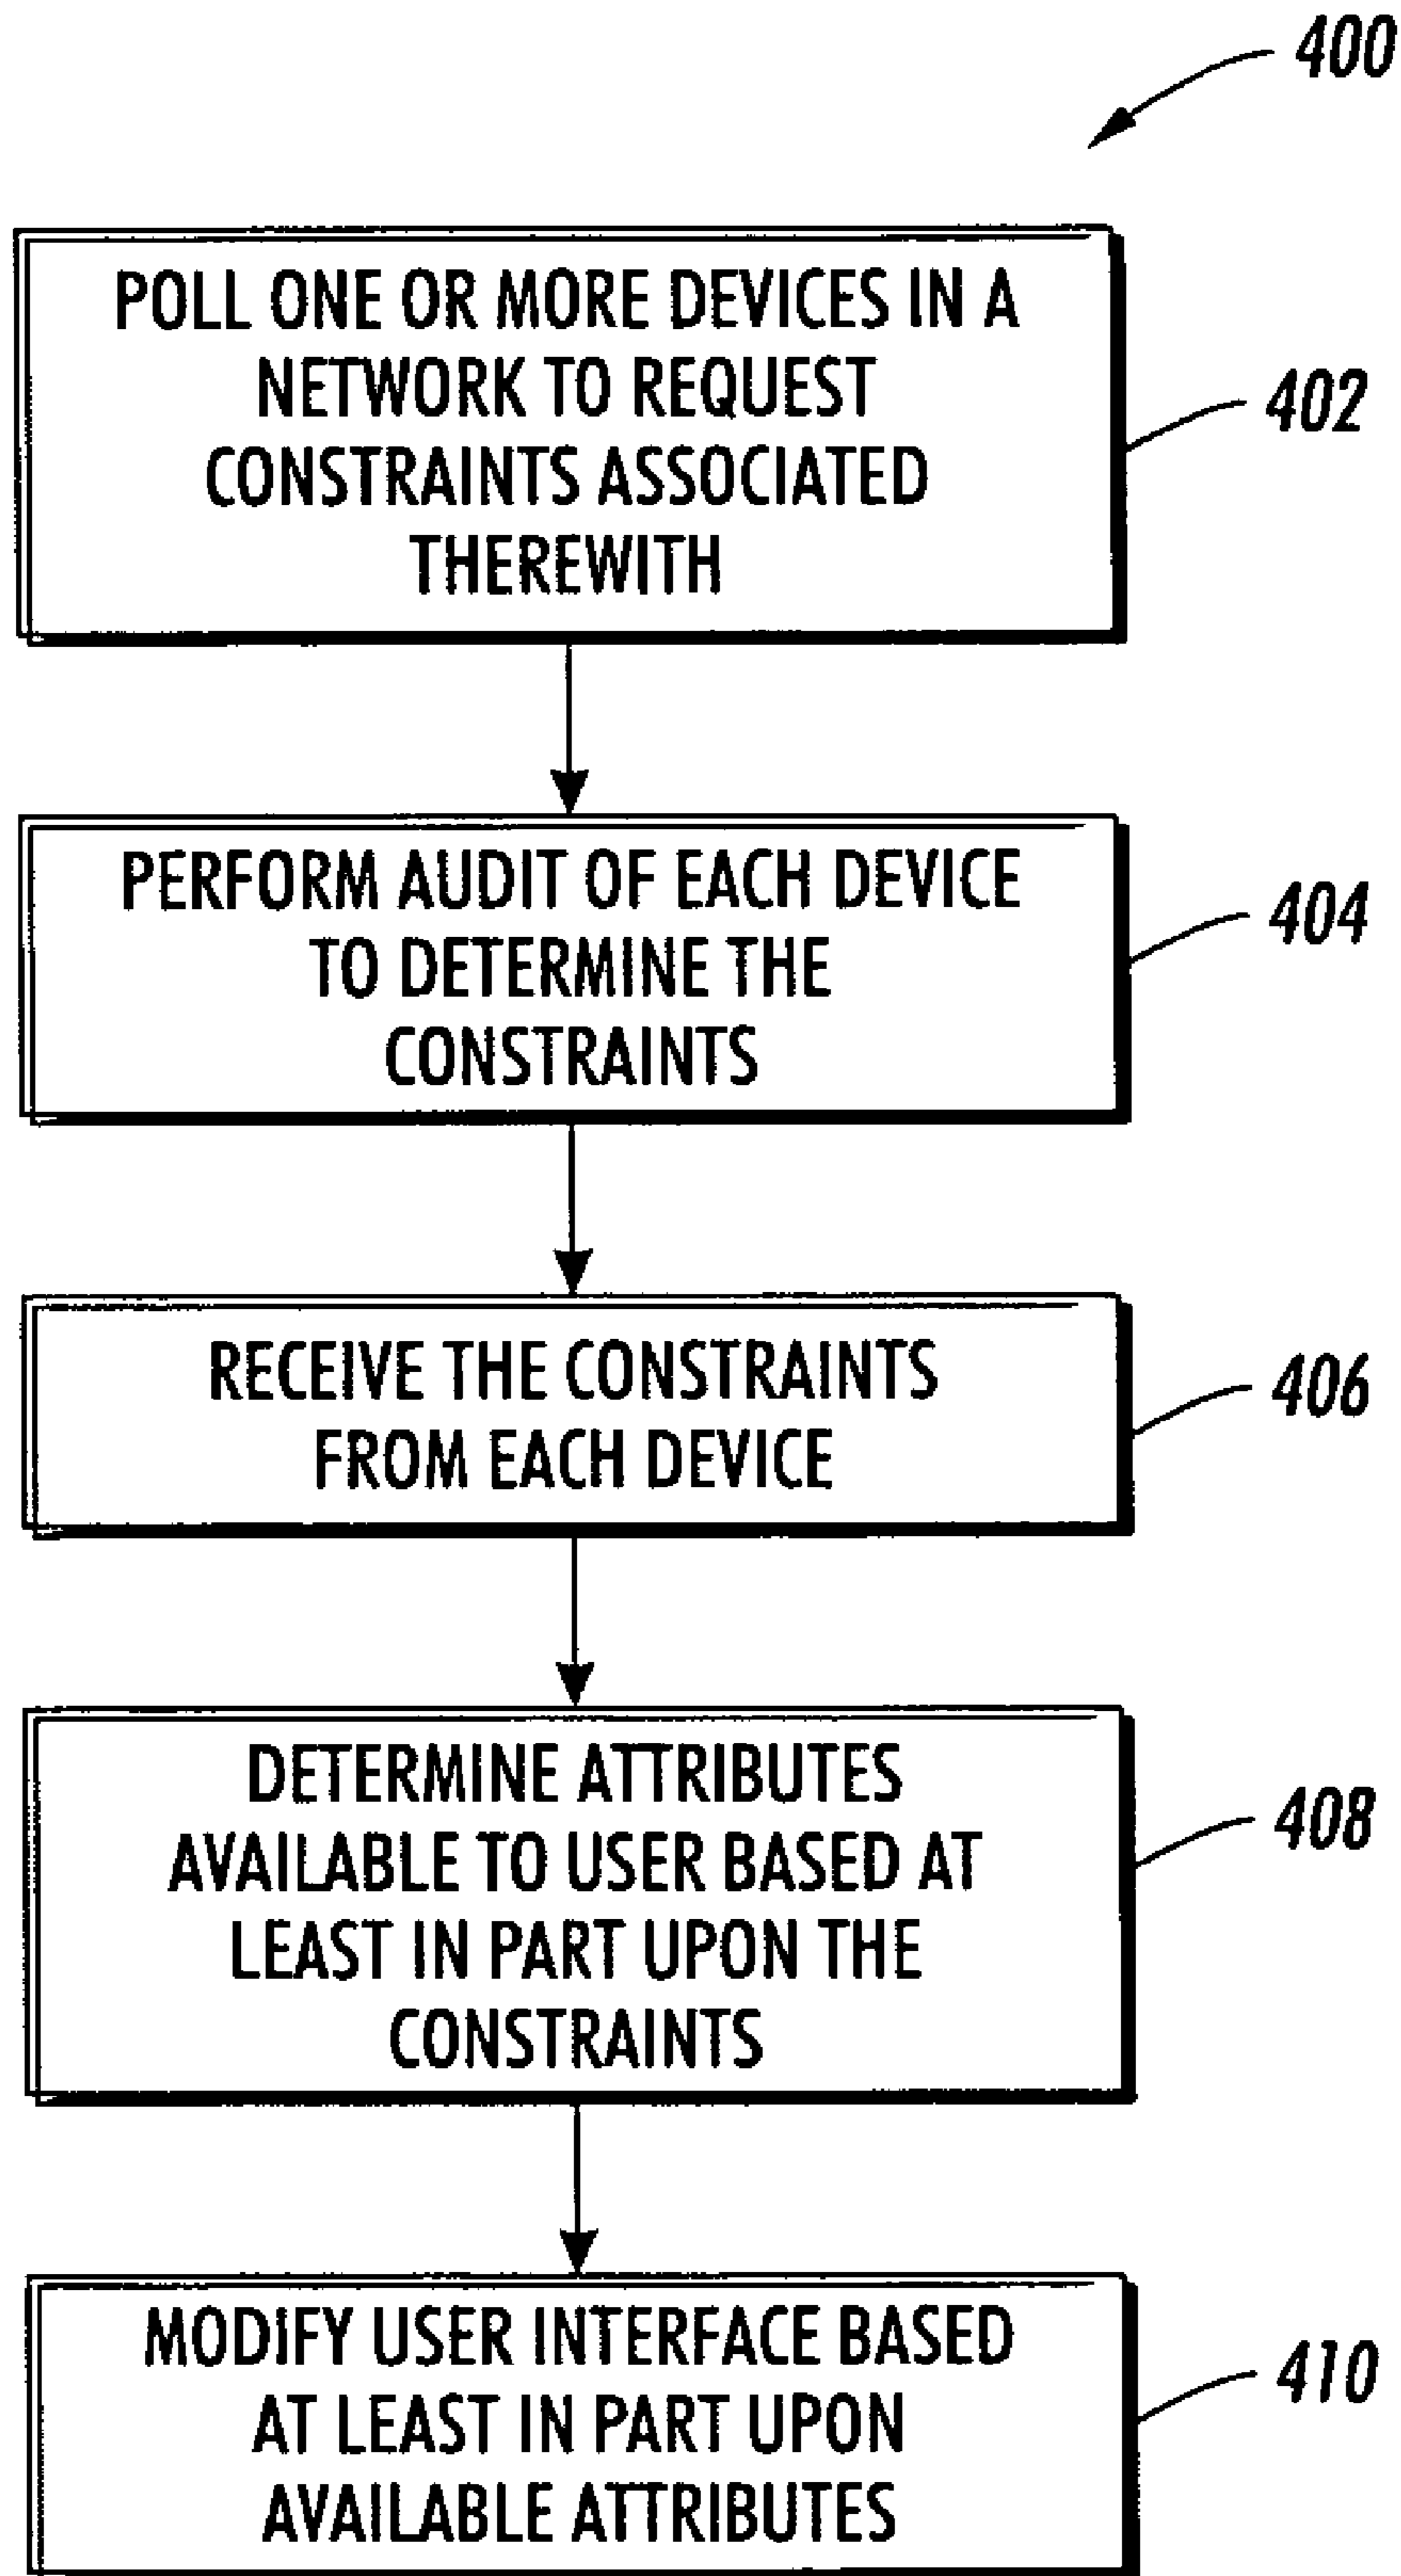 400
POLL ONE OR MORE DEVICES IN A
NETWORK TO REQUEST
CONSTRAINTS ASSOCIATED
THEREWITH
402
PERFORM AUDIT OF EACH DEVICE
TO DETERMINE THE
CONSTRAINTS
404
RECEIVE THE CONSTRAINTS
FROM EACH DEVICE
406
DETERMINE ATTRIBUTES
AVAILABLE TO USER BASED AT
LEAST IN PART UPON THE
CONSTRAINTS
408
MODIFY USER INTERFACE BASED
AT LEAST IN PART UPON
AVAILABLE ATTRIBUTES
410